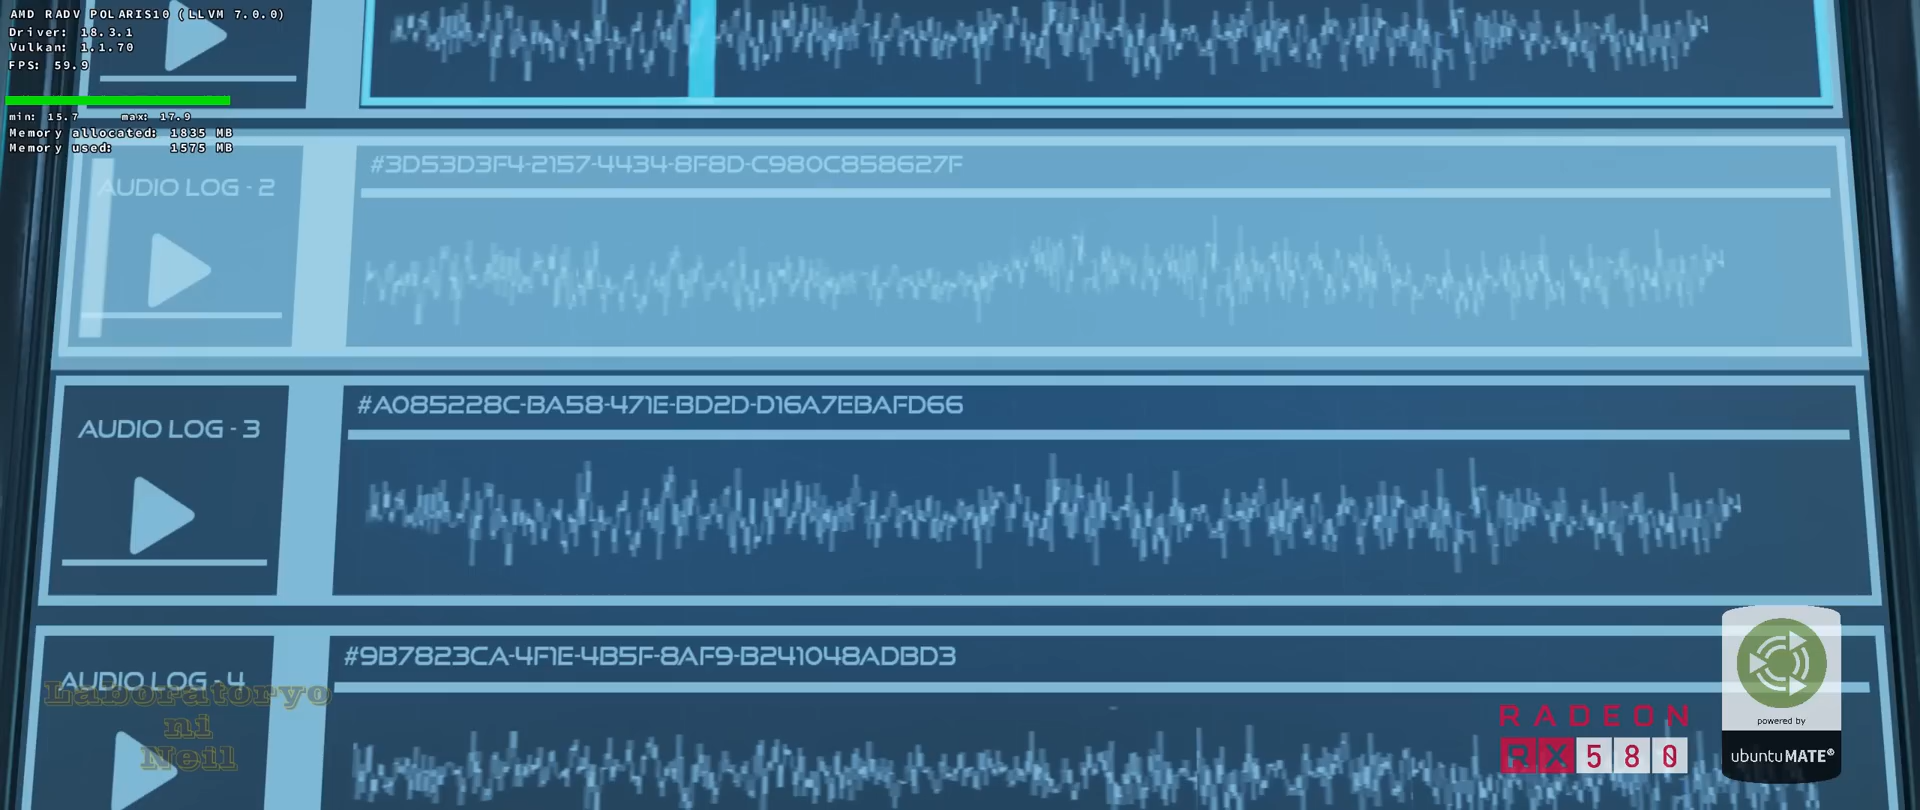 AMD RADV POLARIS10 (LLVM 7.0.0)
Driver: 18.3.1
Vulkan: 1.1.70
FPS: 59.9
min: 15.7 max: 17.9
Memory allocated: 1835 MB
Memory used: 1575 MB
#3D53D3F4-2157-4434-8F8D-C980C858627F
AUDIO LOG - 2
#A085228C-BA58-471E-BD2D-D16A7EBAFD66
AUDIO LOG - 3
#9B7823CA-4F1E-4B5F-8AF9-B241048ADBD3
AUDIO LOG - 4
Laboratoryo
ni
Neil
RADEON
RX 580
powered by
ubuntu MATE®